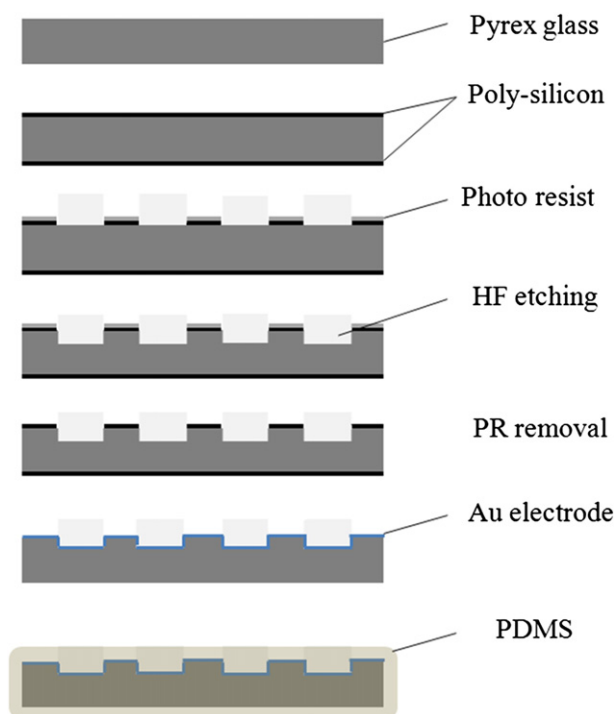 Pyrex glass
Poly-silicon
Photo resist
HF etching
PR removal
Au electrode
PDMS